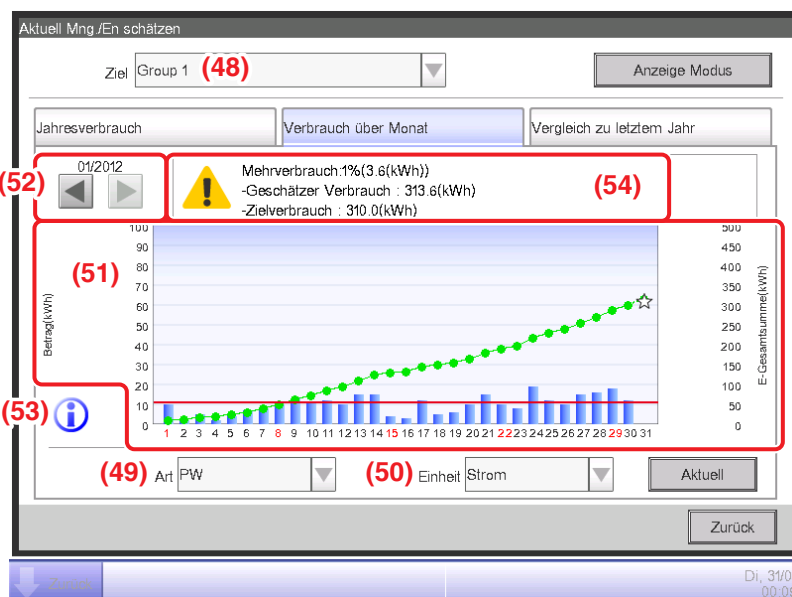 Aktuell Mng./En schätzen
Ziel Group 1 (48) Anzeige Modus
Jahresverbrauch Verbrauch über Monat Vergleich zu letztem Jahr
(52) 01/2012
Mehrverbrauch:1%(3.6(kWh))
-Geschätzer Verbrauch : 313.6(kWh)
-Zielverbrauch : 310.0(kWh)
(54)
(51)
Betrag(kWh)
100
90
80
70
60
50
40
30
20
10
0
500
450
400
350
300
250
200
150
100
50
0
E-Gesamtsumme(kWh)
1 2 3 4 5 6 7 8 9 10 11 12 13 14 15 16 17 18 19 20 21 22 23 24 25 26 27 28 29 30 31
(53)
(49) Art PW (50) Einheit Strom Aktuell
Zurück
Zurück
Di, 31/0
00:09